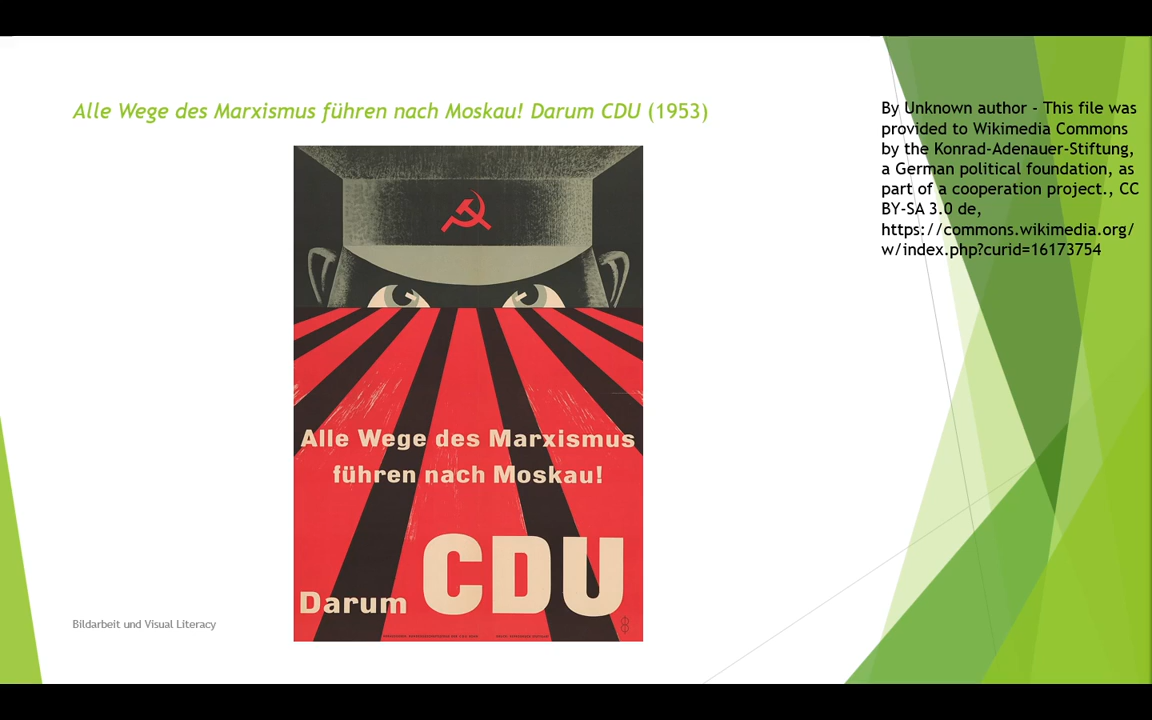 Alle Wege des Marxismus führen nach Moskau! Darum CDU (1953)
By Unknown author - This file was
provided to Wikimedia Commons
by the Konrad-Adenauer-Stiftung,
a German political foundation, as
part of a cooperation project., CC
BY-SA 3.0 de,
https://commons.wikimedia.org/
w/index.php?curid=16173754
Alle Wege des Marxismus
führen nach Moskau!
Darum CDU
Bildarbeit und Visual Literacy